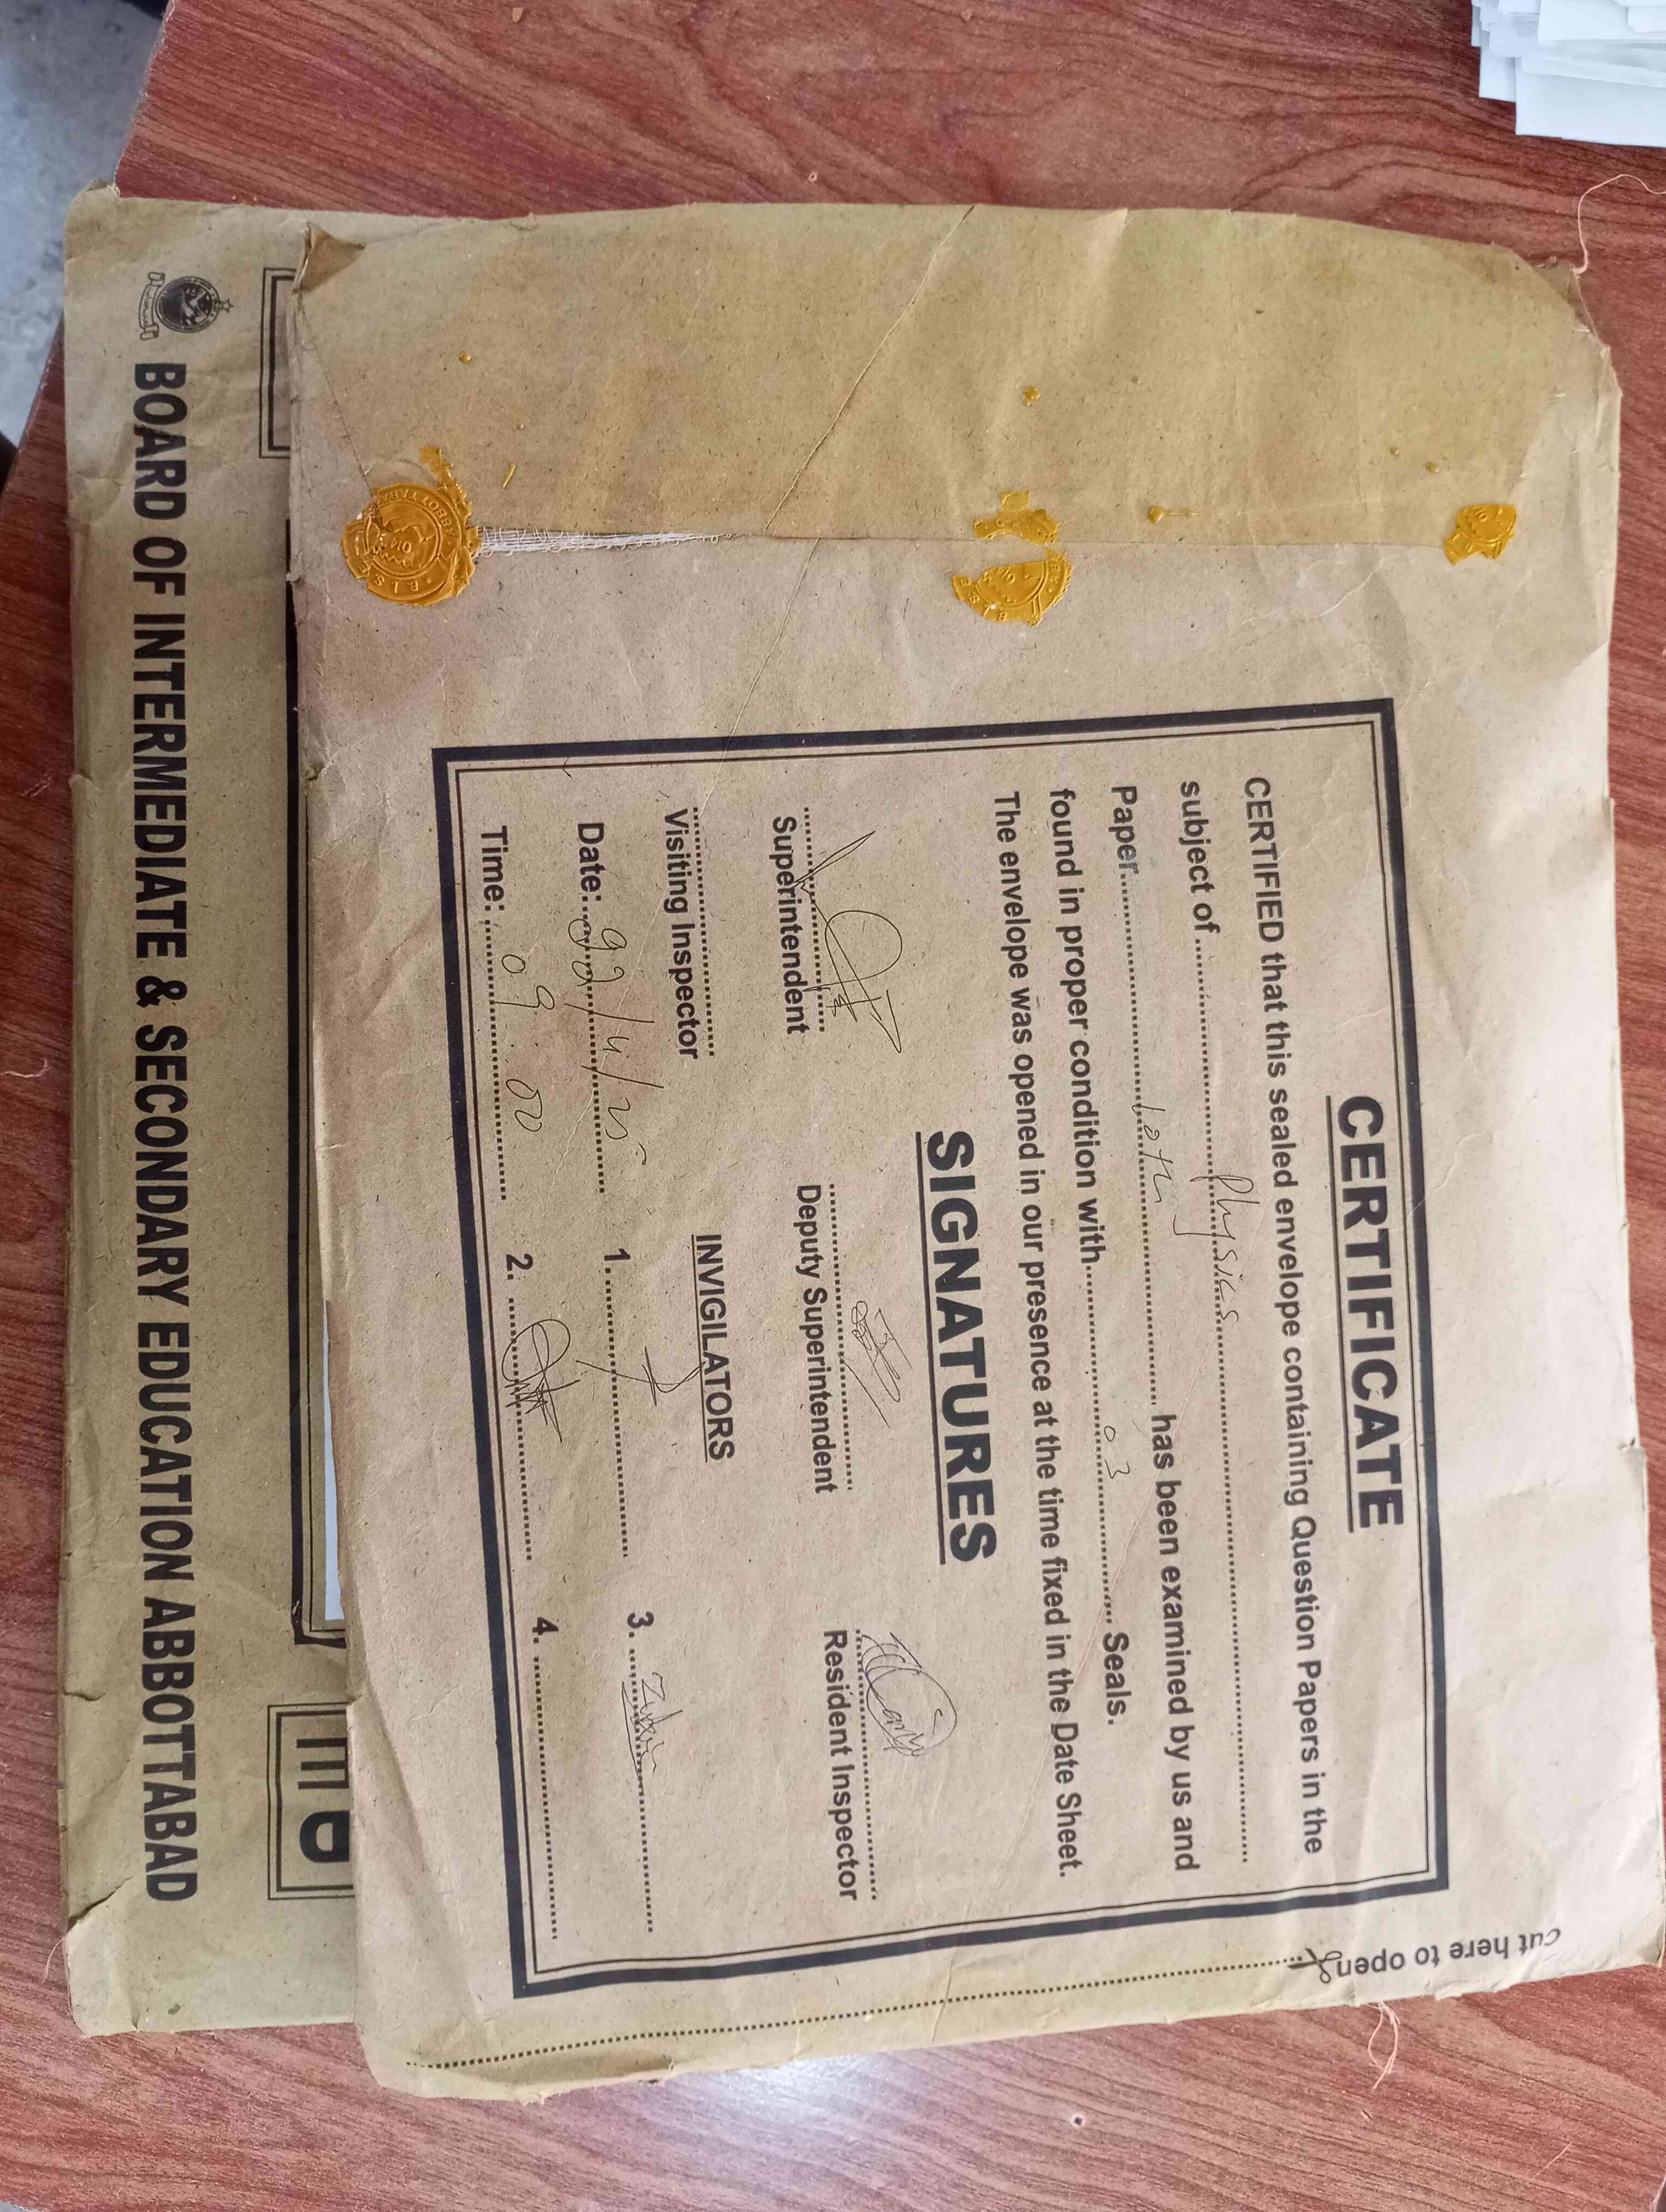 CERTIFICATE
CERTIFIED that this sealed envelope containing Question Papers in the
subject of Physics
Paper 10th has been examined by us and
found in proper condition with 03 Seals.
The envelope was opened in our presence at the time fixed in the Date Sheet.
SIGNATURES
Superintendent
Deputy Superintendent
Resident Inspector
Visiting Inspector
INVIGILATORS
Date: /4/25
Time: 09:00
1.
2.
3.
4.
cut here to open
BOARD OF INTERMEDIATE & SECONDARY EDUCATION ABBOTTABAD